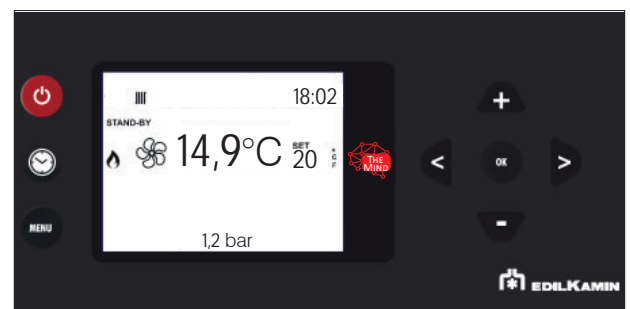 18:02
STAND-BY
14,9°C
SET
20
°C
F
THE
MIND
< OK >
MENU
1,2 bar
EDILKAMIN